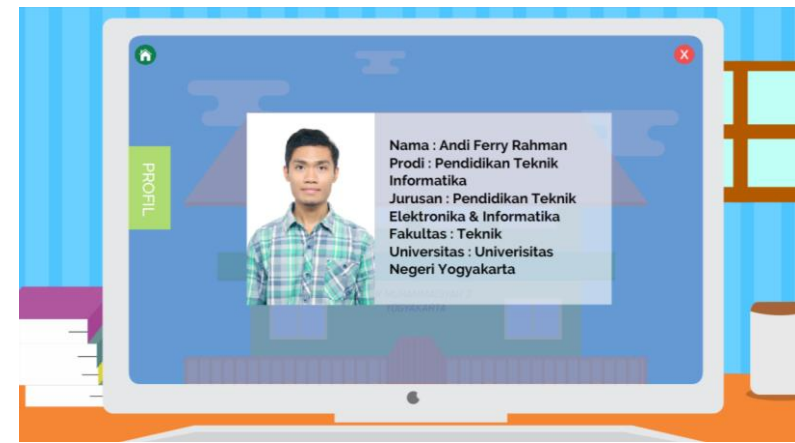 X
PROFIL
Nama : Andi Ferry Rahman
Prodi : Pendidikan Teknik
Informatika
Jurusan : Pendidikan Teknik
Elektronika & Informatika
Fakultas : Teknik
Universitas : Univerisitas
Negeri Yogyakarta
YOGYAKARTA